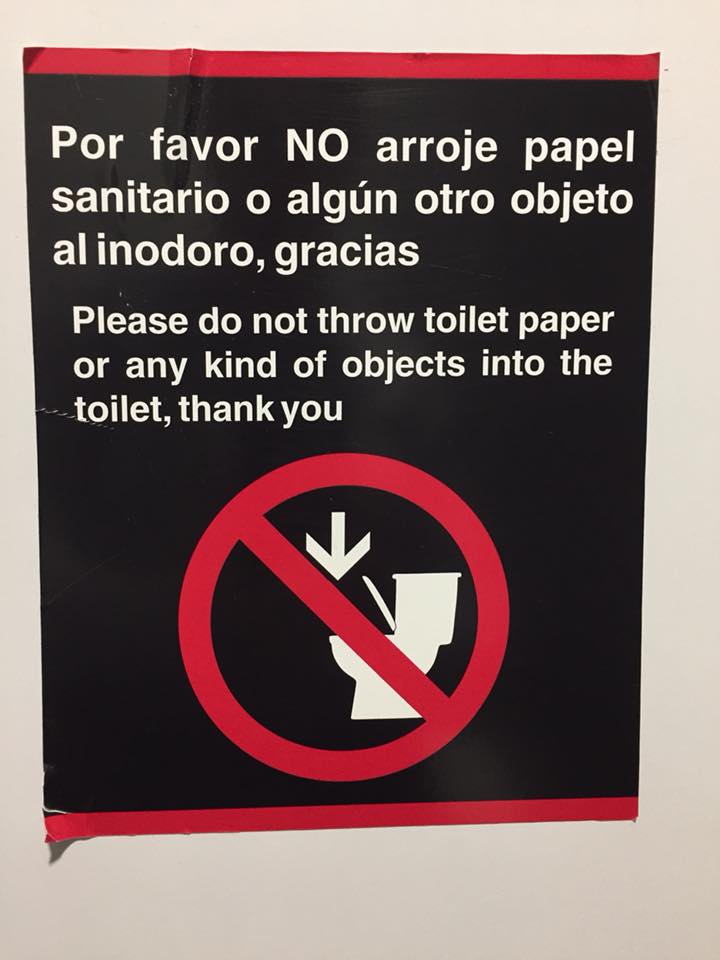 Por favor NO arroje papel
sanitario o algún otro objeto
al inodoro, gracias
Please do not throw toilet paper
or any kind of objects into the
toilet, thank you